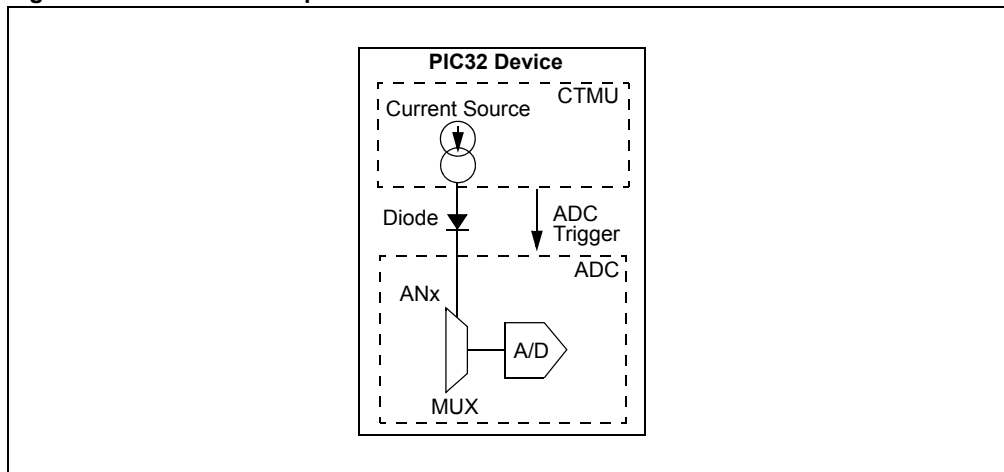 PIC32 Device
CTMU
Current Source
Diode
ADC
Trigger
ADC
ANx
A/D
MUX